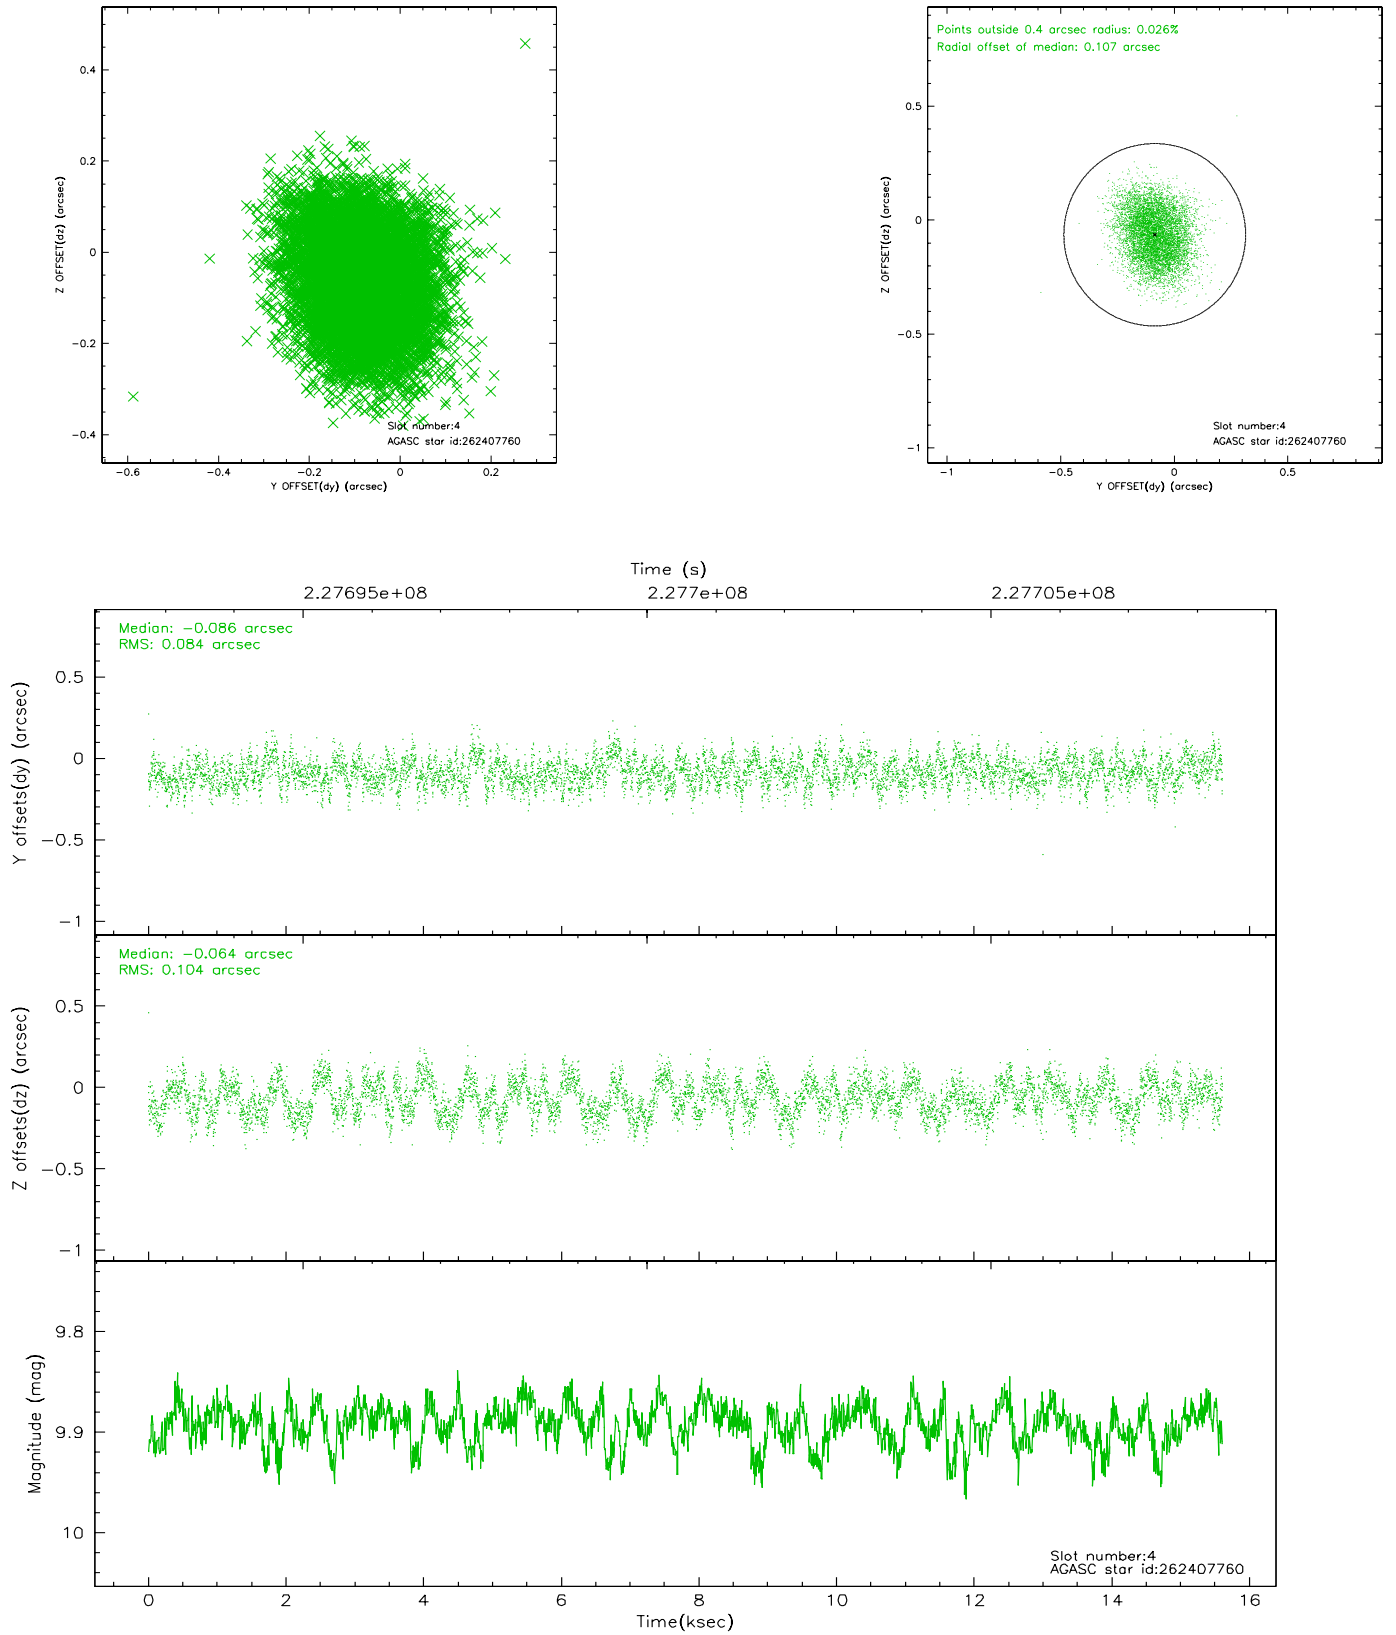 0.4
0.2
0
−0.2
−0.4
Z OFFSET(dz) (arcsec)
Slot number:4
AGASC star id:262407760
−0.6 −0.4 −0.2 0 0.2
Y OFFSET(dy) (arcsec)
Points outside 0.4 arcsec radius: 0.026%
Radial offset of median: 0.107 arcsec
0.5
0
−0.5
−1
Z OFFSET(dz) (arcsec)
Slot number:4
AGASC star id:262407760
−1 −0.5 0 0.5
Y OFFSET(dy) (arcsec)
Time (s)
2.27695e+08 2.277e+08 2.27705e+08
Median: −0.086 arcsec
RMS: 0.084 arcsec
0.5
0
−0.5
−1
Y offsets(dy) (arcsec)
Median: −0.064 arcsec
RMS: 0.104 arcsec
0.5
0
−0.5
−1
Z offsets(dz) (arcsec)
9.8
9.9
10
Magnitude (mag)
Slot number:4
AGASC star id:262407760
0 2 4 6 8 10 12 14 16
Time(ksec)